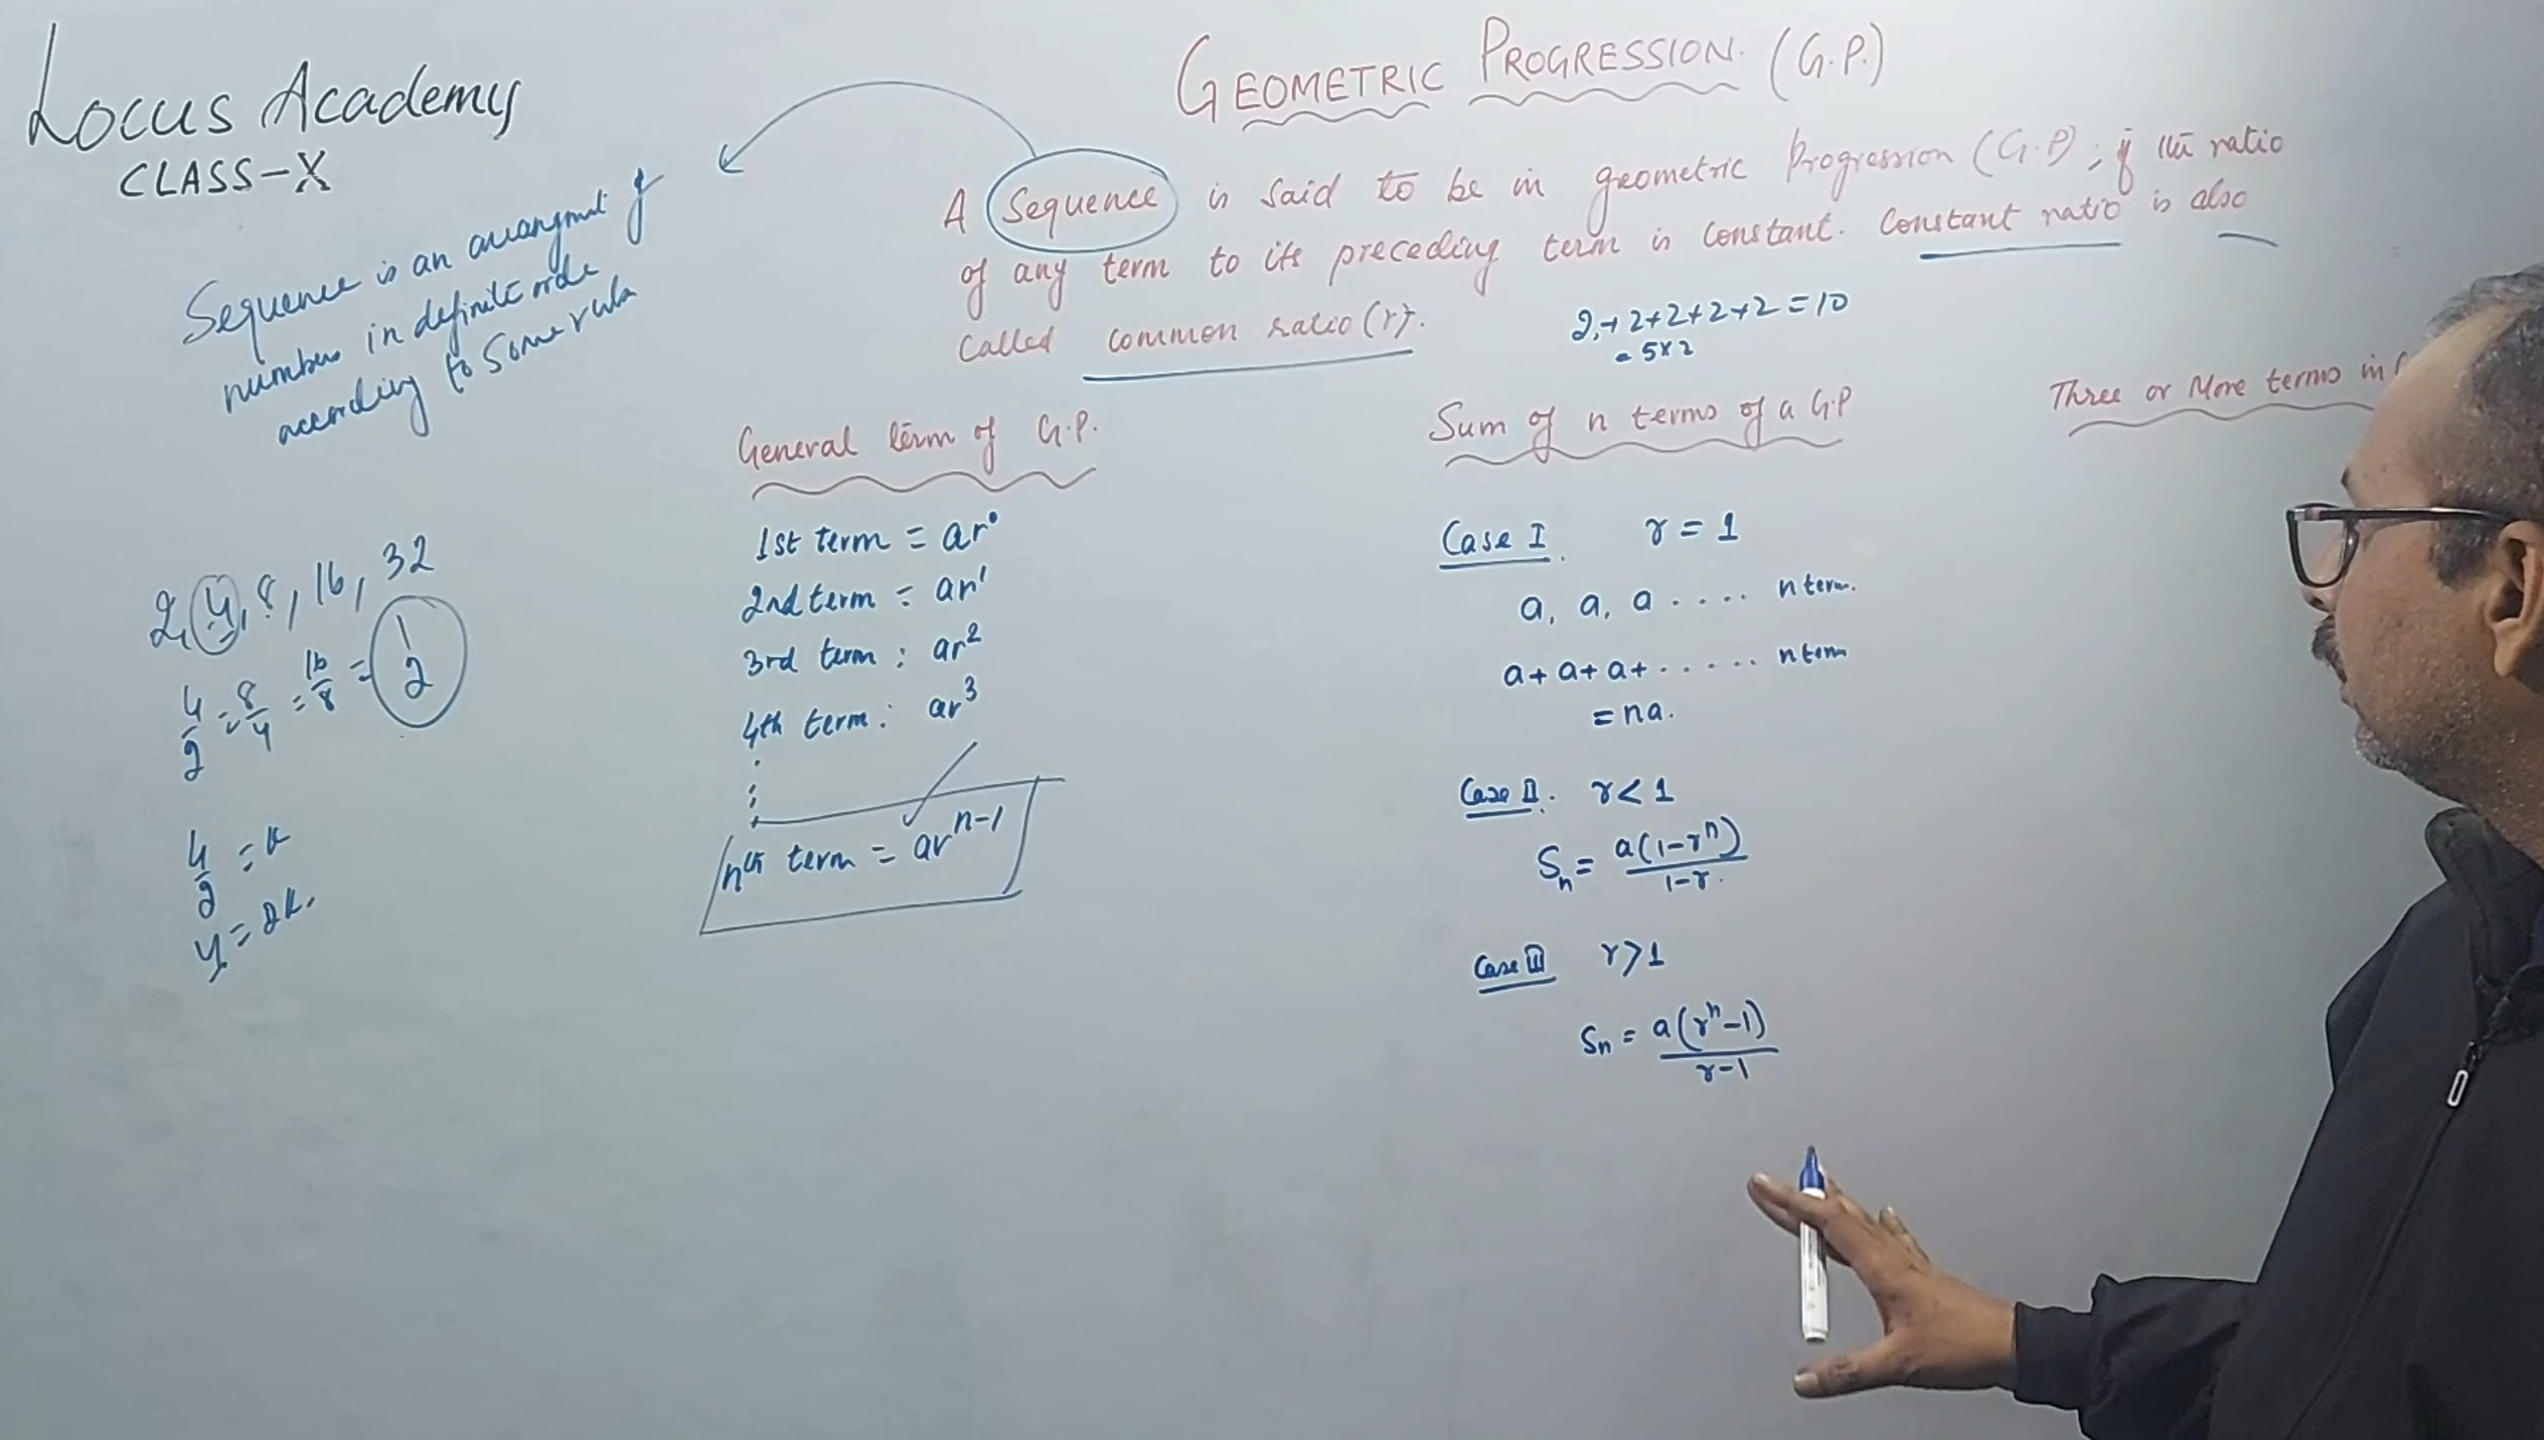 Locus Academy
CLASS-X
Sequence is an arrangment of
numbers in definite orde
according to some rule
2, 4, 8, 16, 32
4/2 = 8/4 = 16/8 = 1/2
4/2 = k
4 = 2k.
GEOMETRIC PROGRESSION. (G.P.)
A Sequence is said to be in geometric Progression (G.P); if the ratio
of any term to its preceding term is constant. Constant ratio is also
called common ratio (r).
2,+2+2+2+2 = 10
= 5x2
General term of G.P.
1st term = ar⁰
2nd term = ar¹
3rd term : ar²
4th term : ar³
nth term = arⁿ⁻¹
Sum of n terms of a G.P
Case I. r = 1
a, a, a .... n term.
a + a + a + ..... n term
= na.
Case II. r < 1
Sₙ = a(1-rⁿ)/1-r.
Case III r > 1
Sₙ = a(rⁿ-1)/r-1
Three or More terms in